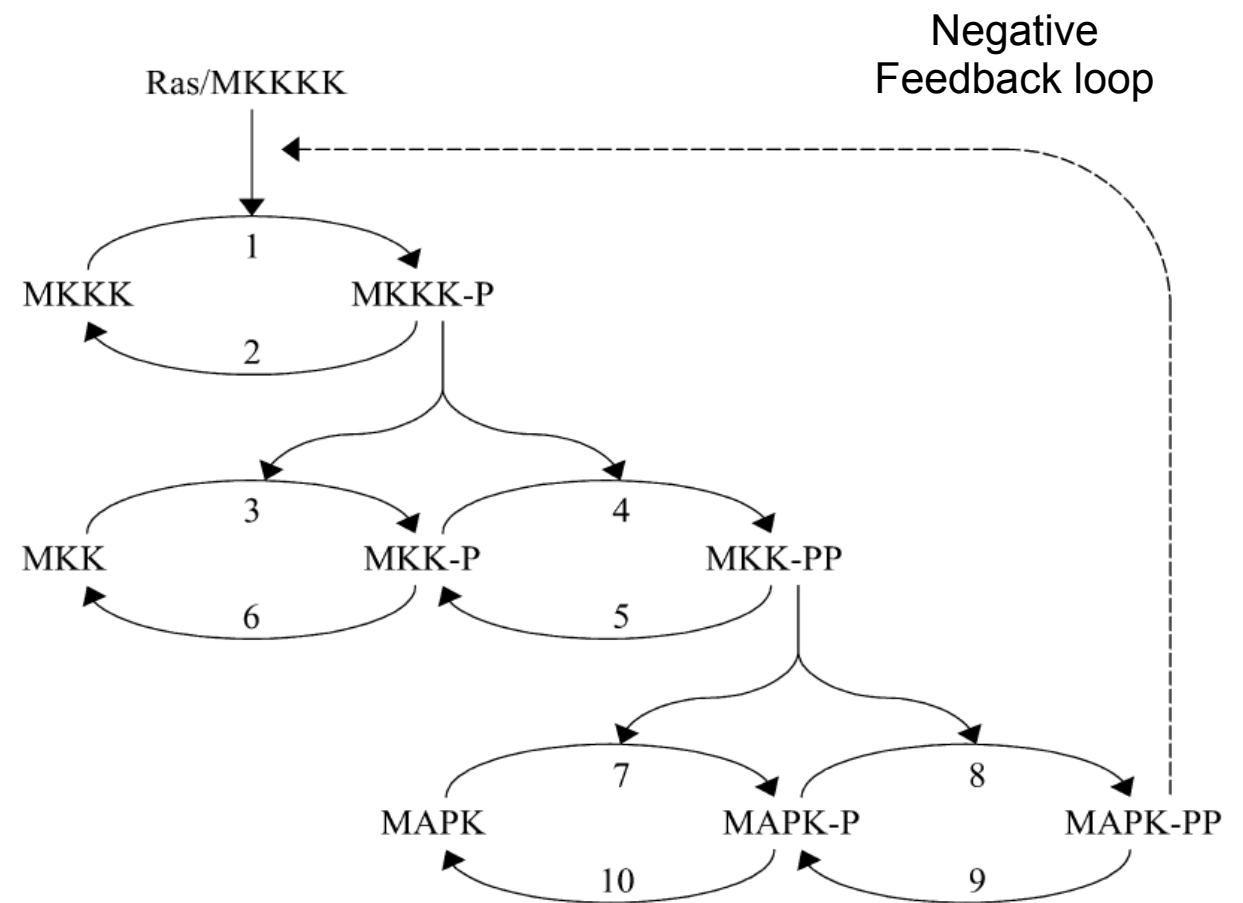 Negative
Feedback loop
Ras/MKKKK
1
MKKK MKKK-P
2
3 4
MKK MKK-P MKK-PP
6 5
7 8
MAPK MAPK-P MAPK-PP
10 9